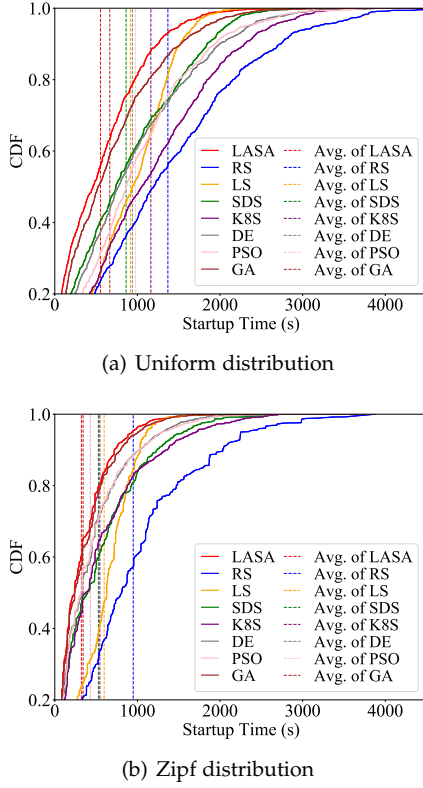 1.0
0.8
0.6
0.4
0.2
CDF
LASA Avg. of LASA
RS Avg. of RS
LS Avg. of LS
SDS Avg. of SDS
K8S Avg. of K8S
DE Avg. of DE
PSO Avg. of PSO
GA Avg. of GA
0 1000 2000 3000 4000
Startup Time (s)
(a) Uniform distribution
1.0
0.8
0.6
0.4
0.2
CDF
LASA Avg. of LASA
RS Avg. of RS
LS Avg. of LS
SDS Avg. of SDS
K8S Avg. of K8S
DE Avg. of DE
PSO Avg. of PSO
GA Avg. of GA
0 1000 2000 3000 4000
Startup Time (s)
(b) Zipf distribution